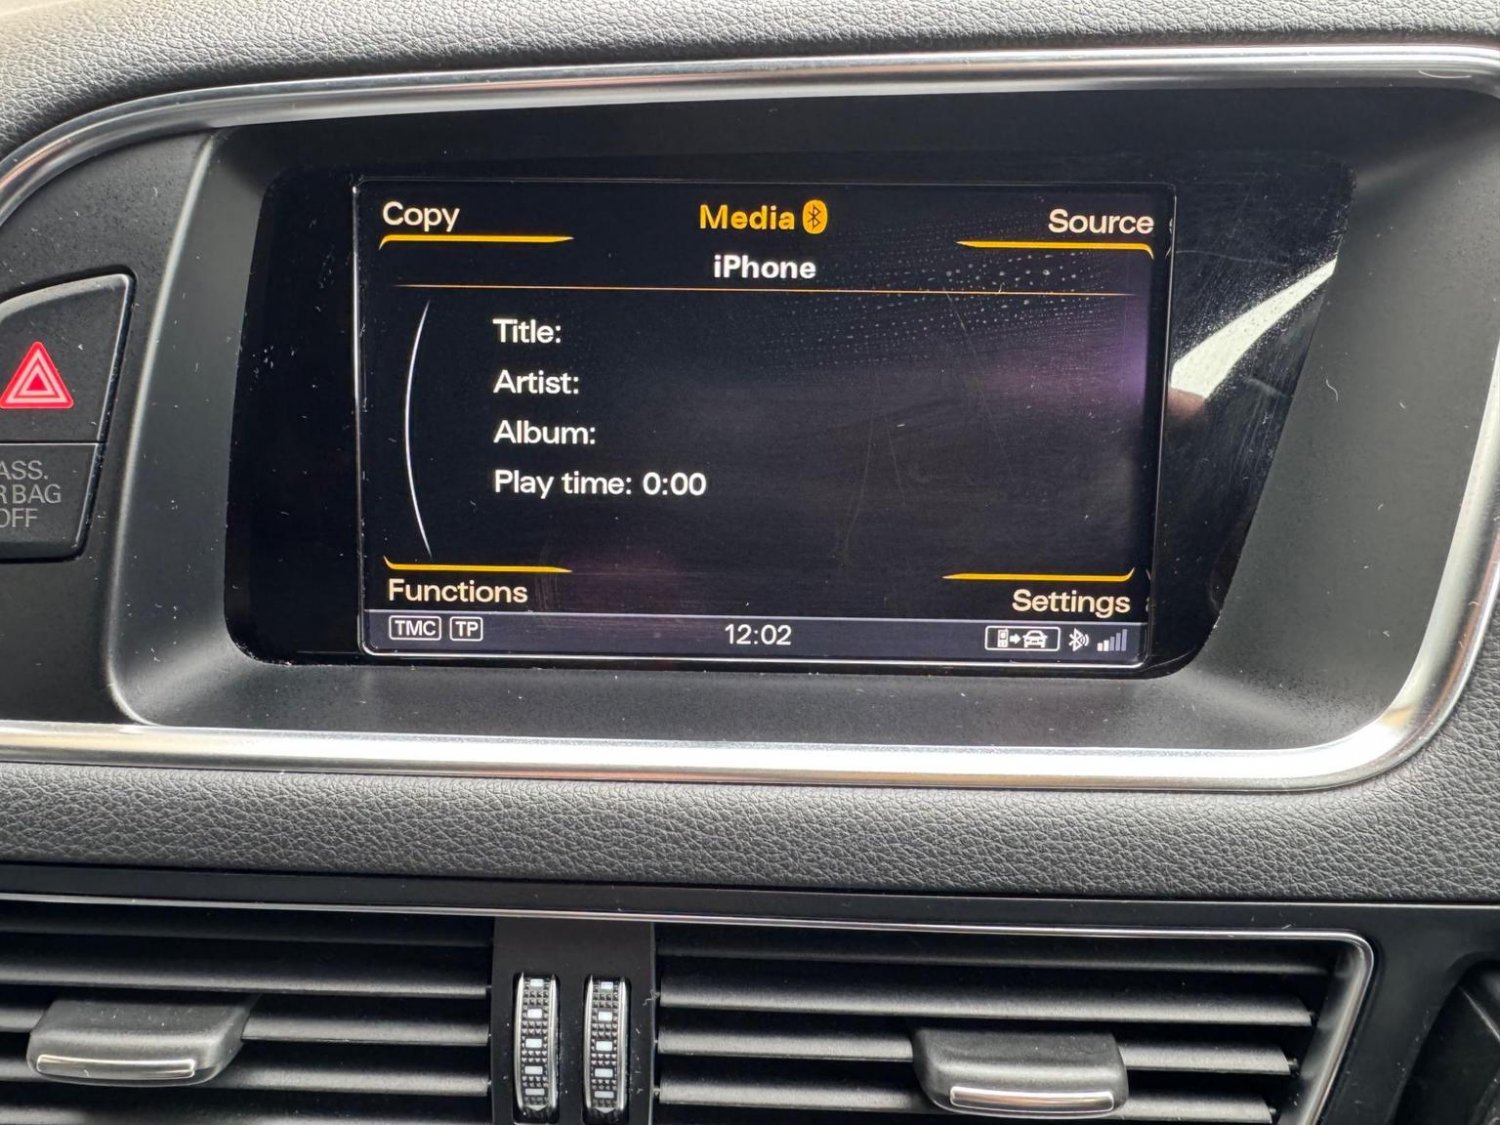 Copy
Media
Source
iPhone
Title:
Artist:
Album:
Play time: 0:00
Functions
Settings
TMC TP
12:02
ASS.
RBAG
OFF